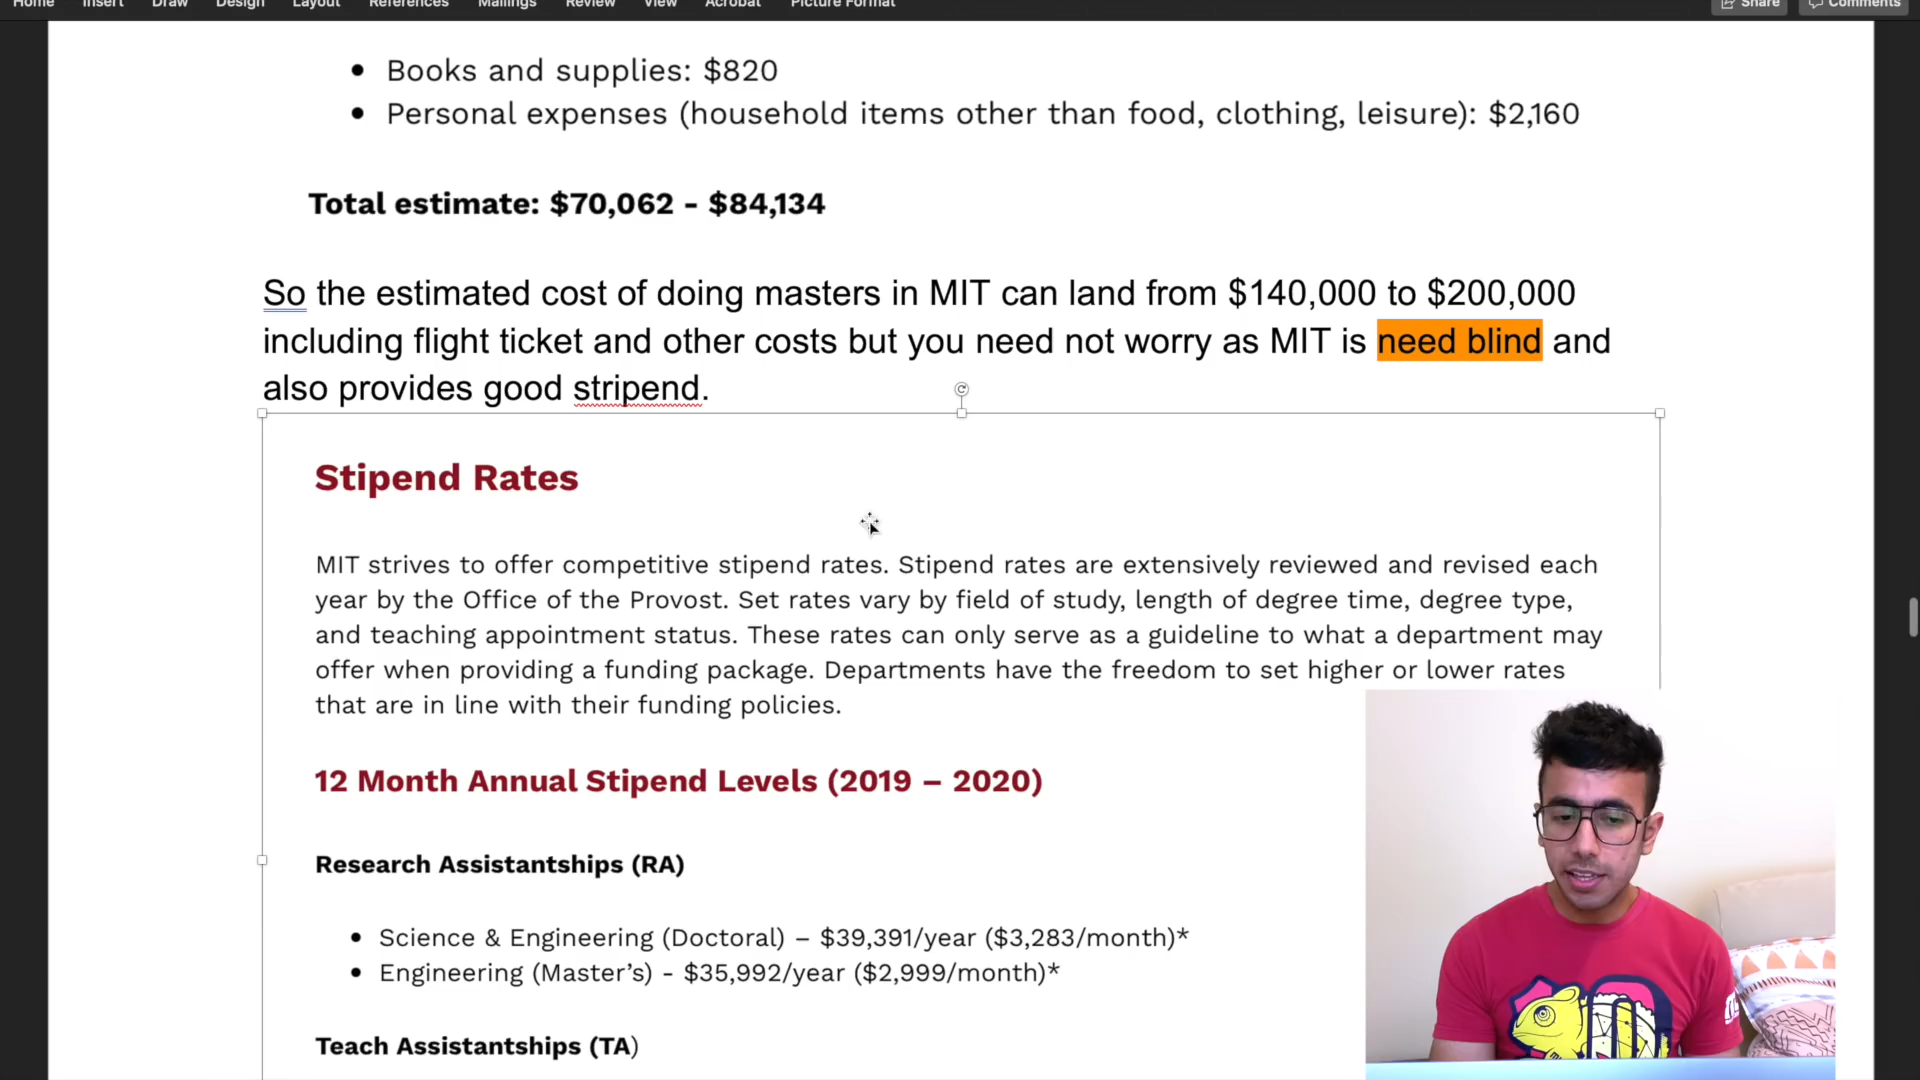 Home Insert Draw Design Layout References Mailings Review View Acrobat Picture Format Share Comments
• Books and supplies: $820
• Personal expenses (household items other than food, clothing, leisure): $2,160
Total estimate: $70,062 - $84,134
So the estimated cost of doing masters in MIT can land from $140,000 to $200,000
including flight ticket and other costs but you need not worry as MIT is need blind and
also provides good stripend.
Stipend Rates
MIT strives to offer competitive stipend rates. Stipend rates are extensively reviewed and revised each
year by the Office of the Provost. Set rates vary by field of study, length of degree time, degree type,
and teaching appointment status. These rates can only serve as a guideline to what a department may
offer when providing a funding package. Departments have the freedom to set higher or lower rates
that are in line with their funding policies.
12 Month Annual Stipend Levels (2019 – 2020)
Research Assistantships (RA)
• Science & Engineering (Doctoral) – $39,391/year ($3,283/month)*
• Engineering (Master’s) - $35,992/year ($2,999/month)*
Teach Assistantships (TA)